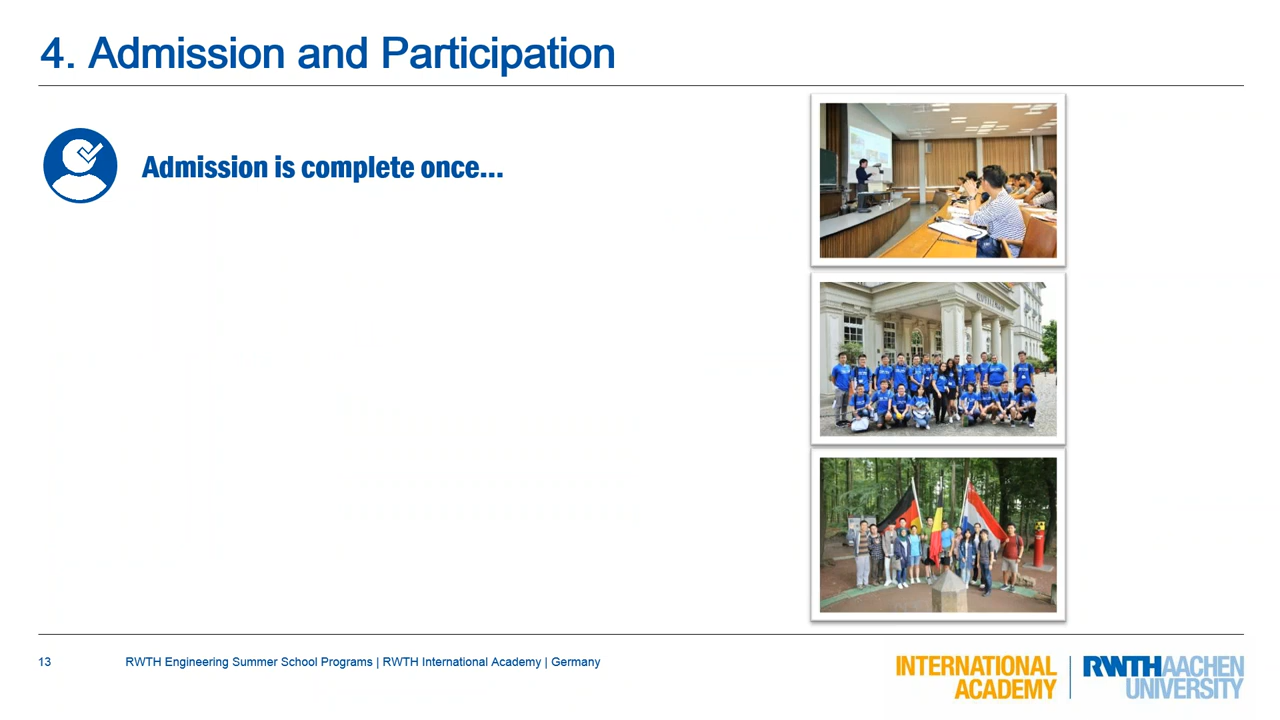 4. Admission and Participation
Admission is complete once...
13
RWTH Engineering Summer School Programs | RWTH International Academy | Germany
INTERNATIONAL
ACADEMY
RWTHAACHEN
UNIVERSITY